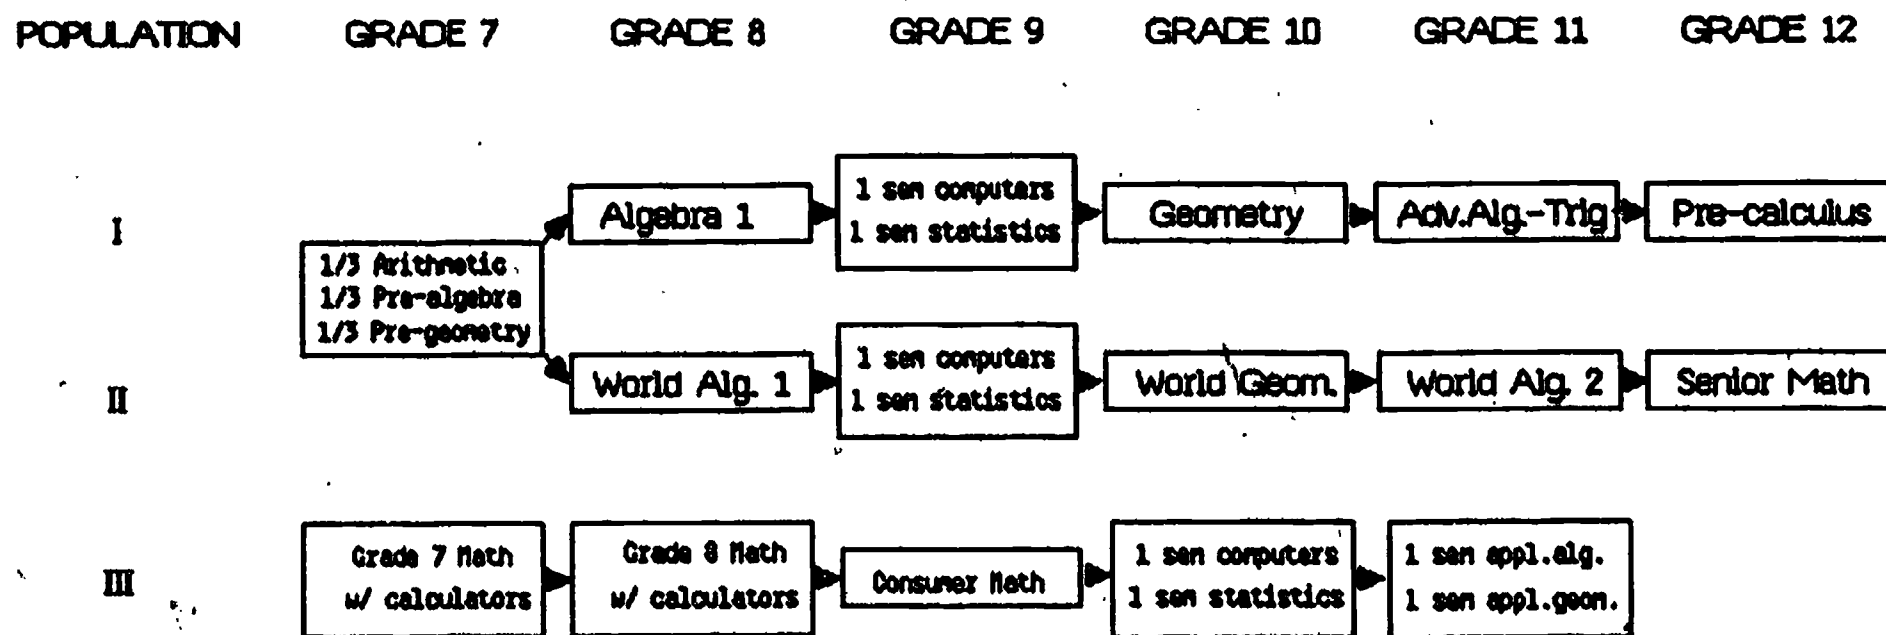 POPULATION GRADE 7 GRADE 8 GRADE 9 GRADE 10 GRADE 11 GRADE 12
I
1/3 Arithmetic
1/3 Pre-algebra
1/3 Pre-geometry
Algebra 1
1 sem computers
1 sem statistics
Geometry
Adv.Alg.-Trig
Pre-calculus
II
World Alg. 1
1 sem computers
1 sem statistics
World Geom.
World Alg. 2
Senior Math
III
Grade 7 Math
w/ calculators
Grade 8 Math
w/ calculators
Consumer Math
1 sem computers
1 sem statistics
1 sem appl.alg.
1 sem appl.geom.